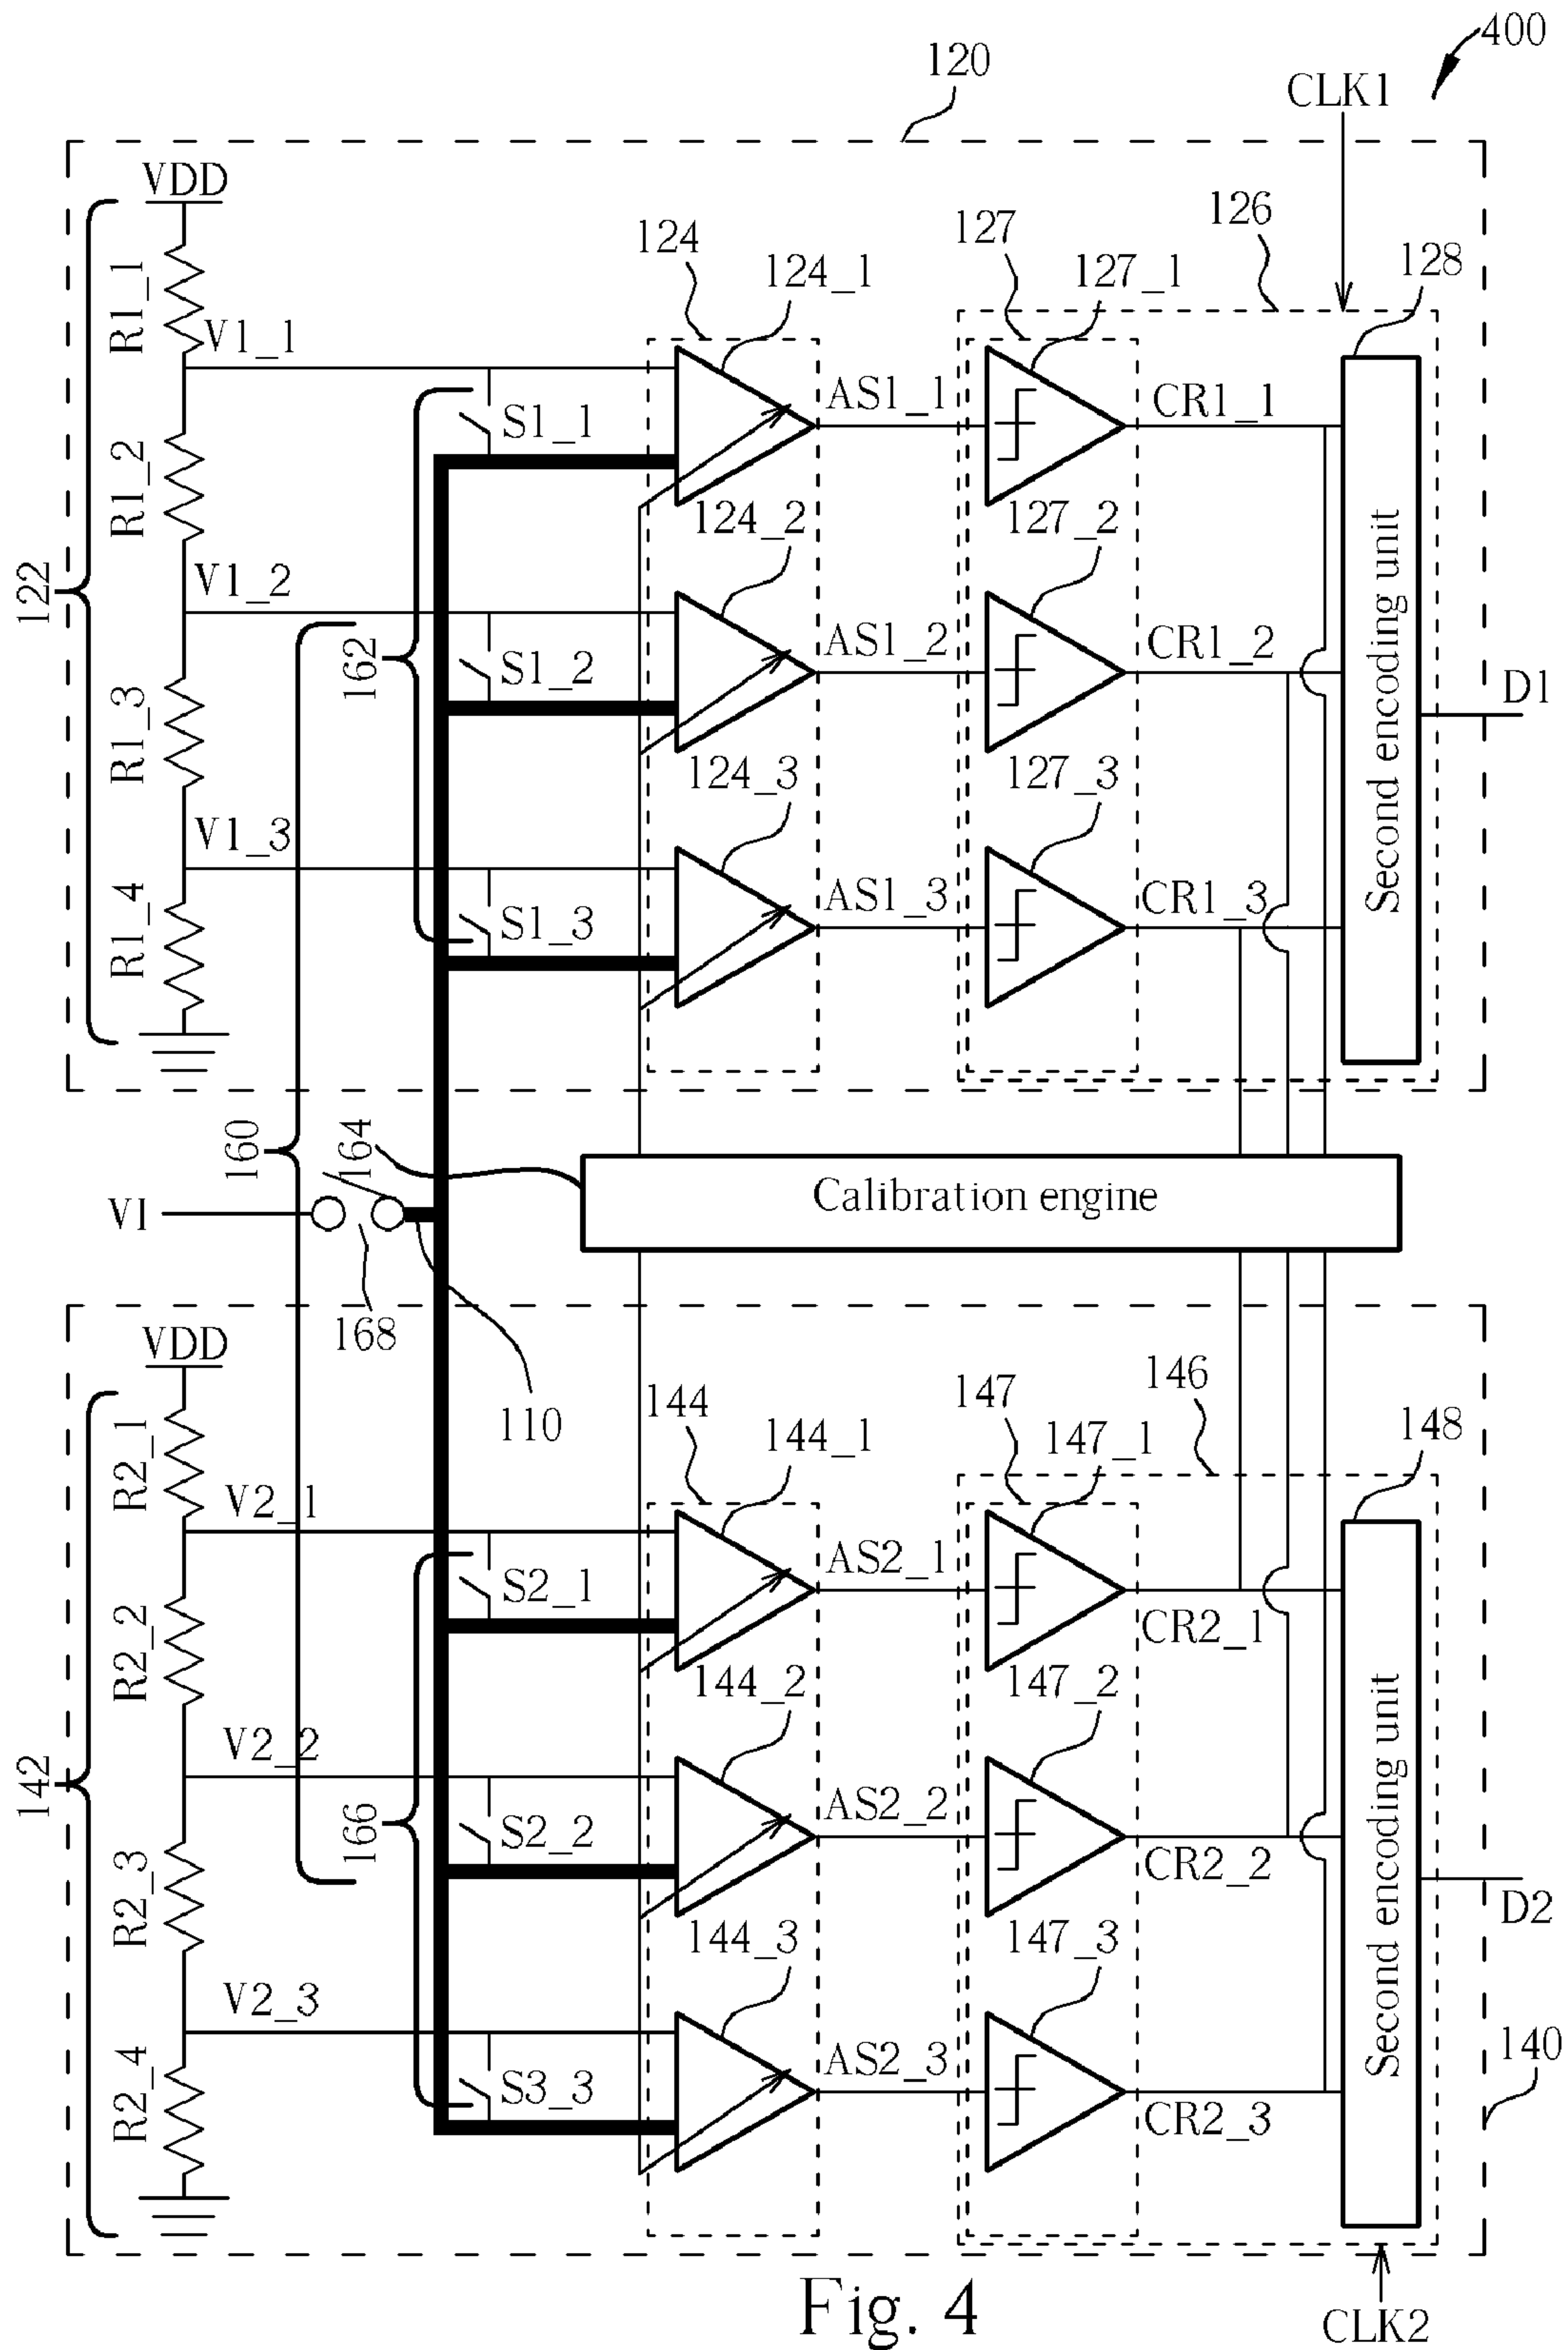 400
120
CLK1
VDD
126
124
127
128
124_1
127_1
R1_1
V1_1
AS1_1
CR1_1
S1_1
R1_2
124_2
127_2
122
V1_2
162
S1_2
AS1_2
CR1_2
Second encoding unit
D1
R1_3
124_3
127_3
V1_3
AS1_3
CR1_3
S1_3
R1_4
160
164
Calibration engine
VI
168
VDD
110
144
147
146
148
144_1
147_1
R2_1
V2_1
AS2_1
S2_1
CR2_1
R2_2
144_2
147_2
V2_2
142
166
S2_2
AS2_2
CR2_2
Second encoding unit
D2
R2_3
144_3
147_3
V2_3
140
AS2_3
S3_3
CR2_3
R2_4
Fig. 4
CLK2